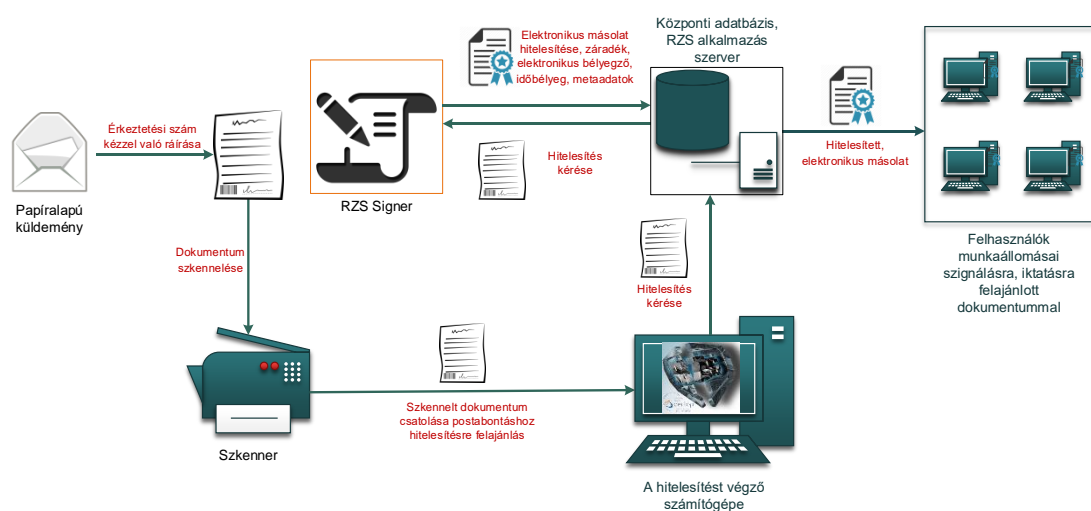 Papíralapú
küldemény
Érkeztetési szám
kézzel való ráírása
Dokumentum
szkennelése
Szkenner
Szkennelt dokumentum
csatolása postabontáshoz
hitelesítésre felajánlás
A hitelesítést végző
számítógépe
Hitelesítés
kérése
Központi adatbázis,
RZS alkalmazás
szerver
Hitelesítés
kérése
RZS Signer
Elektronikus másolat
hitelesítése, záradék,
elektronikus bélyegző,
időbélyeg, metaadatok
Hitelesített,
elektronikus másolat
Felhasználók
munkaállomásai
szignálásra, iktatásra
felajánlott
dokumentummal